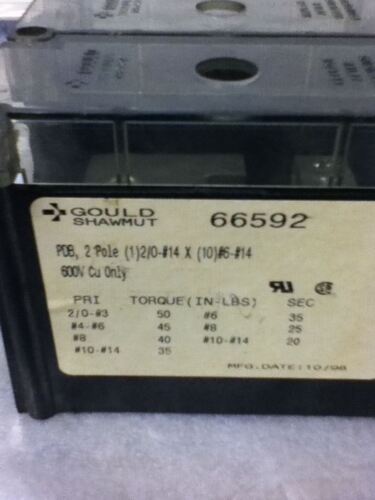 GOULD
SHAWMUT
66592
PDB, 2 Pole (1)2/0-#14 X (10)#6-#14
600V Cu Only
PRI TORQUE(IN-LBS) SEC
2/0-#3 50 #6 35
#4-#6 45 #8 25
#8 40 #10-#14 20
#10-#14 35
MFG.DATE:10/98